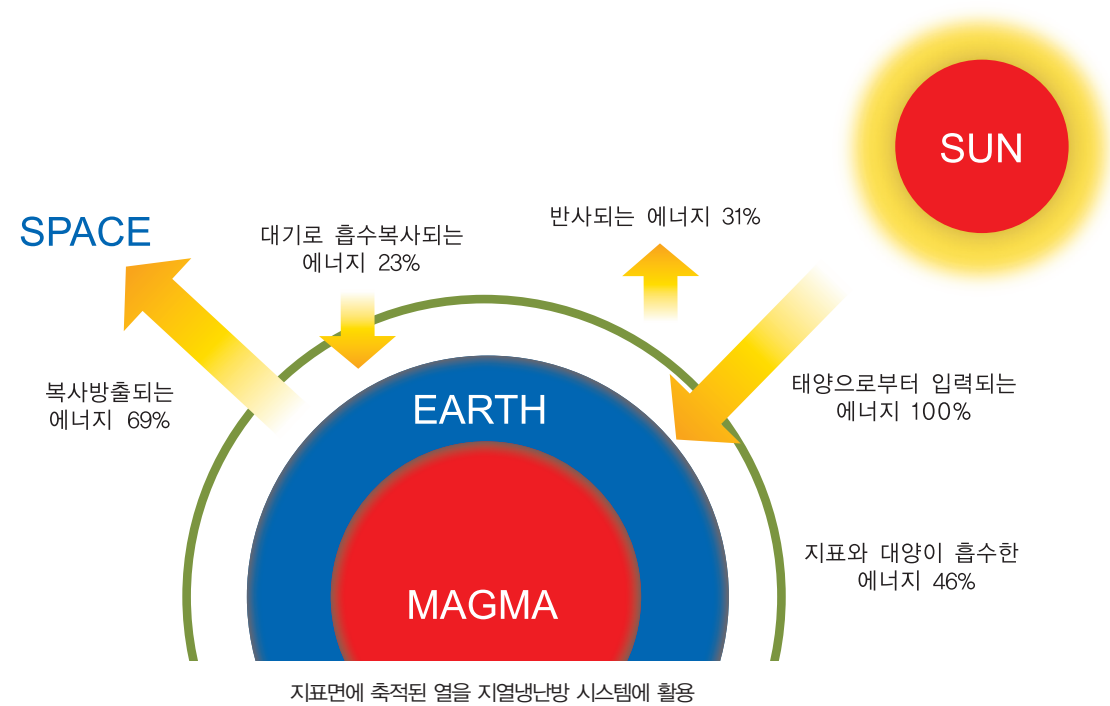 SUN
SPACE
반사되는 에너지 31%
대기로 흡수복사되는
에너지 23%
복사방출되는
에너지 69%
태양으로부터 입력되는
에너지 100%
EARTH
지표와 대양이 흡수한
에너지 46%
MAGMA
지표면에 축적된 열을 지열냉난방 시스템에 활용